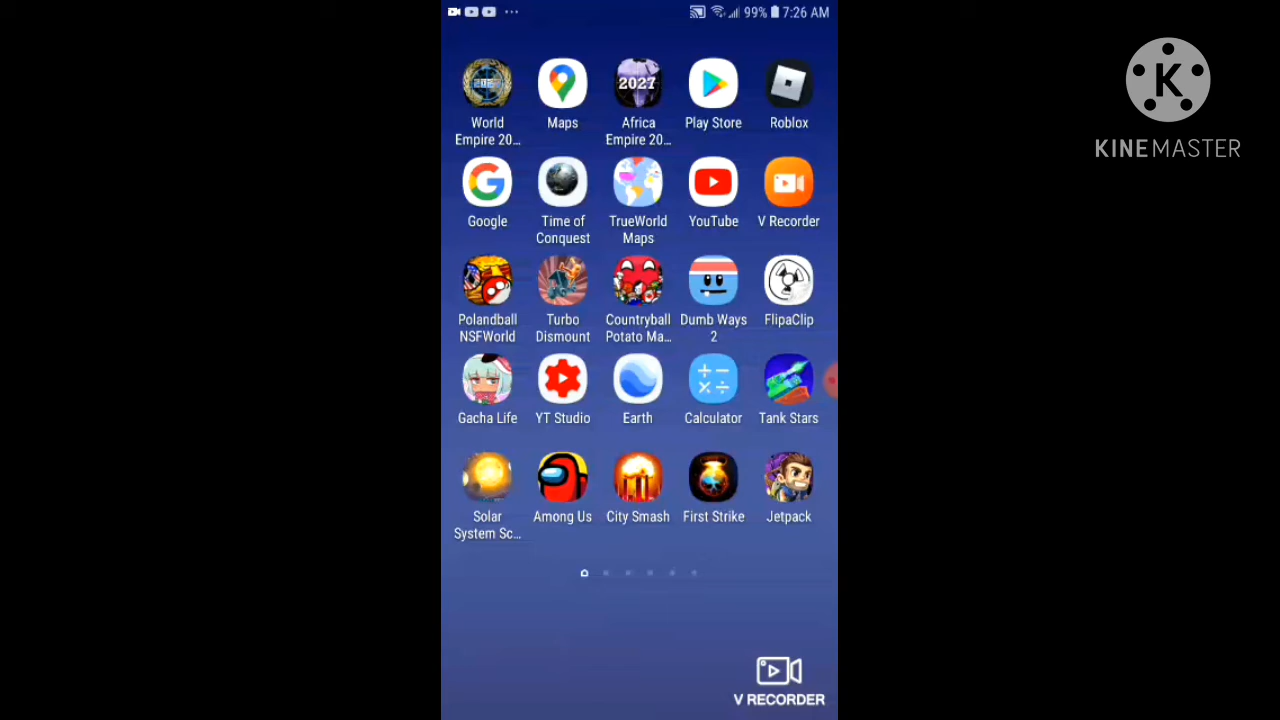 99% 7:26 AM
K
KINEMASTER
2027
World
Empire 20...
Maps
Africa
Empire 20...
Play Store
Roblox
Google
Time of
Conquest
TrueWorld
Maps
YouTube
V Recorder
Polandball
NSFWorld
Turbo
Dismount
Countryball
Potato Ma...
Dumb Ways
2
FlipaClip
Gacha Life
YT Studio
Earth
Calculator
Tank Stars
Solar
System Sc...
Among Us
City Smash
First Strike
Jetpack
V RECORDER